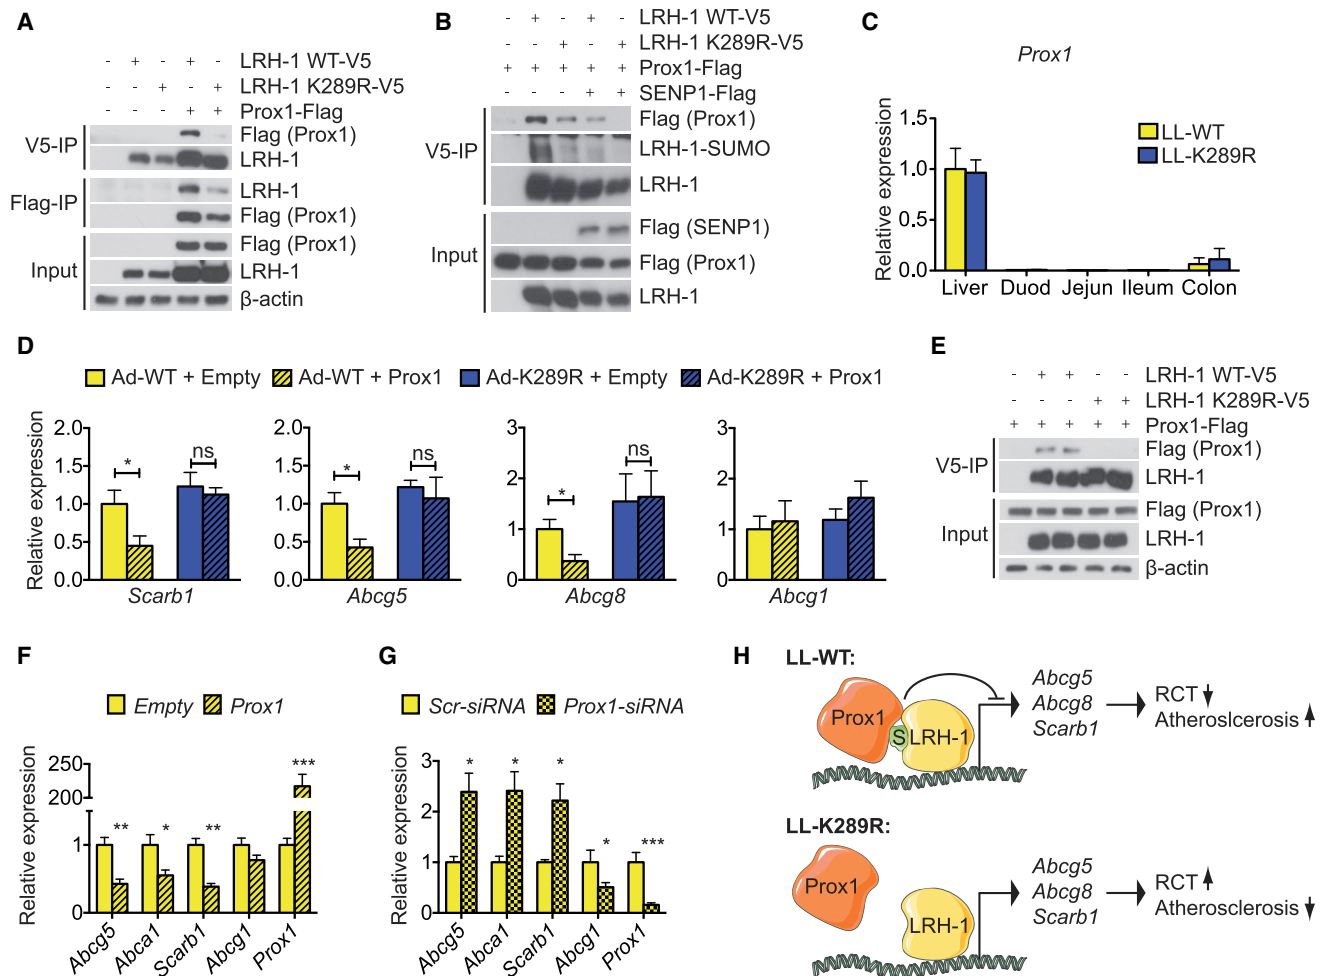 A
- + - + - LRH-1 WT-V5
- - + - + LRH-1 K289R-V5
- - - + + Prox1-Flag
V5-IP
Flag (Prox1)
LRH-1
Flag-IP
LRH-1
Flag (Prox1)
Input
Flag (Prox1)
LRH-1
β-actin
B
- + - + - LRH-1 WT-V5
- - + - + LRH-1 K289R-V5
+ + + + + Prox1-Flag
- - - + + SENP1-Flag
V5-IP
Flag (Prox1)
LRH-1-SUMO
LRH-1
Input
Flag (SENP1)
Flag (Prox1)
LRH-1
C
Prox1
Relative expression
1.5
1.0
0.5
0.0
LL-WT
LL-K289R
Liver Duod Jejun Ileum Colon
D
Ad-WT + Empty Ad-WT + Prox1 Ad-K289R + Empty Ad-K289R + Prox1
Relative expression
2.0
1.5
1.0
0.5
0.0
* ns
Scarb1
2.0
1.5
1.0
0.5
0.0
* ns
Abcg5
3
2
1
0
* ns
Abcg8
3
2
1
0
Abcg1
E
- + + - - LRH-1 WT-V5
- - - + + LRH-1 K289R-V5
+ + + + + Prox1-Flag
V5-IP
Flag (Prox1)
LRH-1
Input
Flag (Prox1)
LRH-1
β-actin
F
Empty Prox1
Relative expression
250
200
1
0
** * ** ***
Abcg5 Abca1 Scarb1 Abcg1 Prox1
G
Scr-siRNA Prox1-siRNA
Relative expression
3
2
1
0
* * * * ***
Abcg5 Abca1 Scarb1 Abcg1 Prox1
H
LL-WT:
Prox1
S
LRH-1
Abcg5
Abcg8
Scarb1
RCT
Atheroslcerosis
LL-K289R:
Prox1
LRH-1
Abcg5
Abcg8
Scarb1
RCT
Atherosclerosis